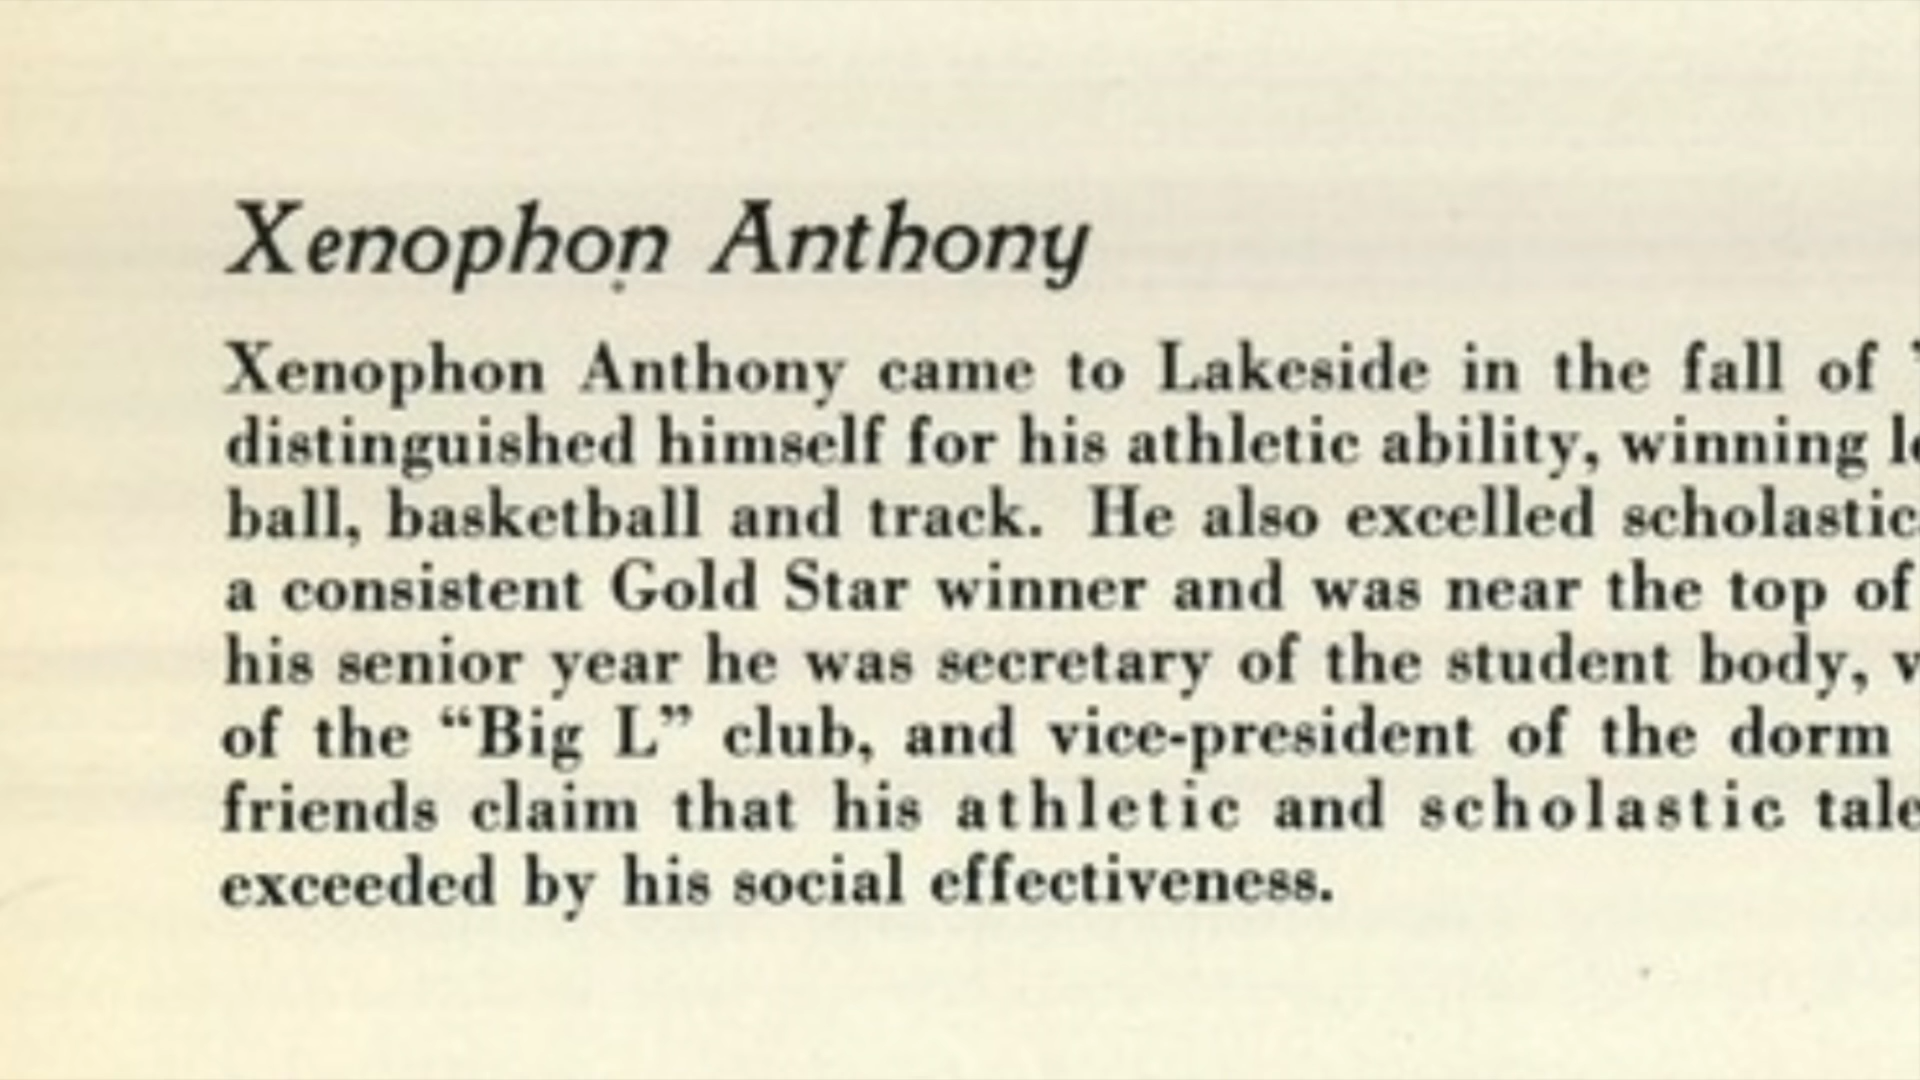 Xenophon Anthony
Xenophon Anthony came to Lakeside in the fall of
distinguished himself for his athletic ability, winning
ball, basketball and track. He also excelled scholastic
a consistent Gold Star winner and was near the top of
his senior year he was secretary of the student body,
of the “Big L” club, and vice-president of the dorm
friends claim that his athletic and scholastic tale
exceeded by his social effectiveness.